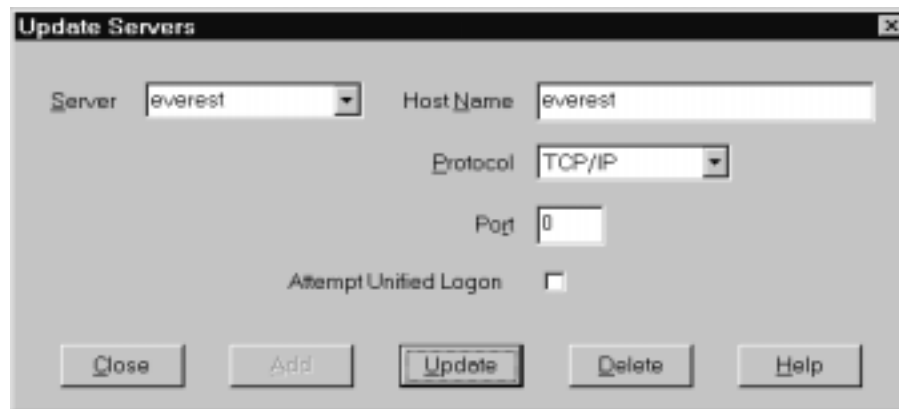 Update Servers
Server everest Host Name everest
Protocol TCP/IP
Port 0
Attempt Unified Logon
Close Add Update Delete Help